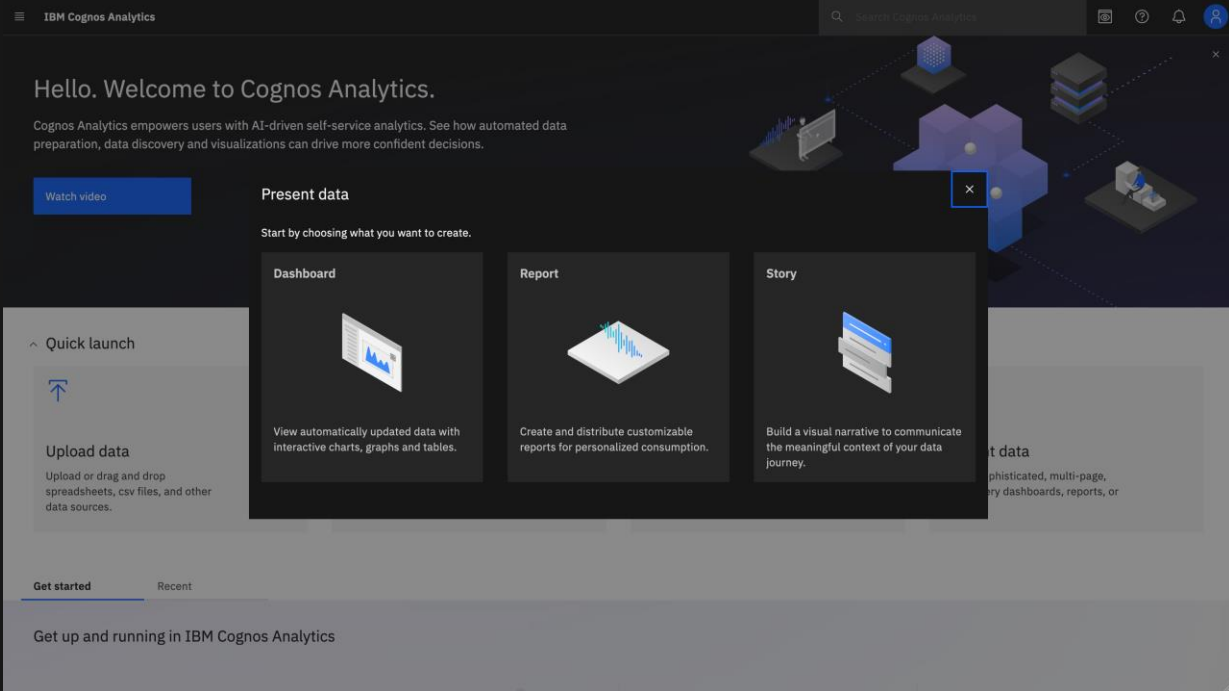 IBM Cognos Analytics
Search Cognos Analytics
Hello. Welcome to Cognos Analytics.
Cognos Analytics empowers users with AI-driven self-service analytics. See how automated data
preparation, data discovery and visualizations can drive more confident decisions.
Watch video
Present data
Start by choosing what you want to create.
Dashboard
View automatically updated data with
interactive charts, graphs and tables.
Report
Create and distribute customizable
reports for personalized consumption.
Story
Build a visual narrative to communicate
the meaningful context of your data
journey.
Quick launch
Upload data
Upload or drag and drop
spreadsheets, csv files, and other
data sources.
t data
phisticated, multi-page,
ry dashboards, reports, or
Get started
Recent
Get up and running in IBM Cognos Analytics